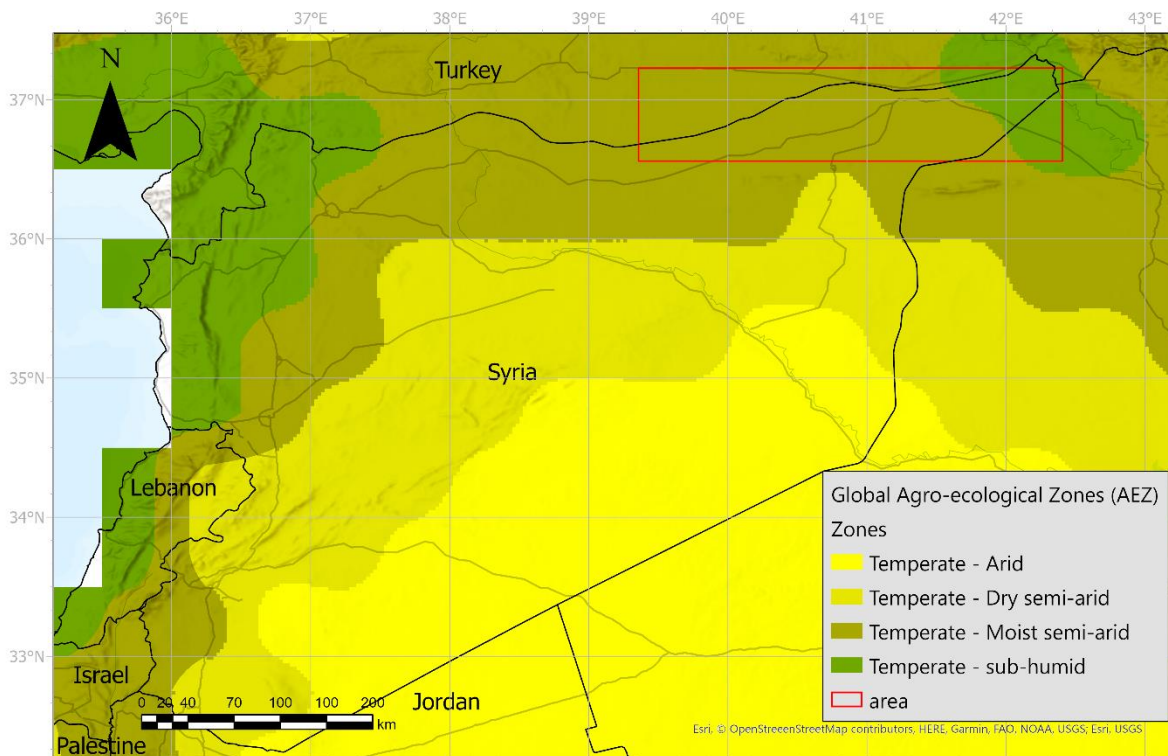 36°E 37°E 38°E 39°E 40°E 41°E 42°E 43°E
N
Turkey
37°N
36°N
35°N
Syria
Lebanon
34°N
33°N
Israel
Jordan
Palestine
0 20 40 70 100 100 160 200
km
Global Agro-ecological Zones (AEZ)
Zones
Temperate - Arid
Temperate - Dry semi-arid
Temperate - Moist semi-arid
Temperate - sub-humid
area
Esri, © OpenStreeenStreetMap contributors, HERE, Garmin, FAO, NOAA, USGS; Esri, USGS